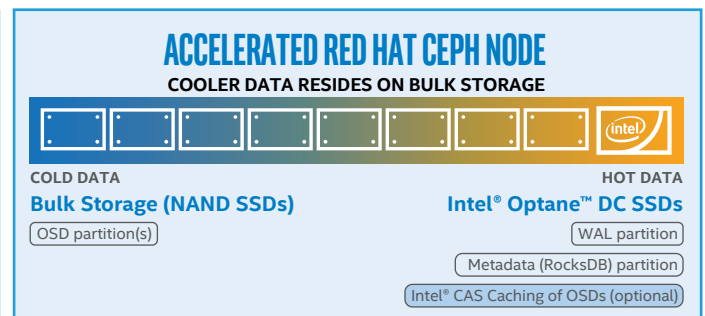 ACCELERATED RED HAT CEPH NODE
COOLER DATA RESIDES ON BULK STORAGE
intel
COLD DATA HOT DATA
Bulk Storage (NAND SSDs) Intel® Optane™ DC SSDs
OSD partition(s) WAL partition
Metadata (RocksDB) partition
Intel® CAS Caching of OSDs (optional)